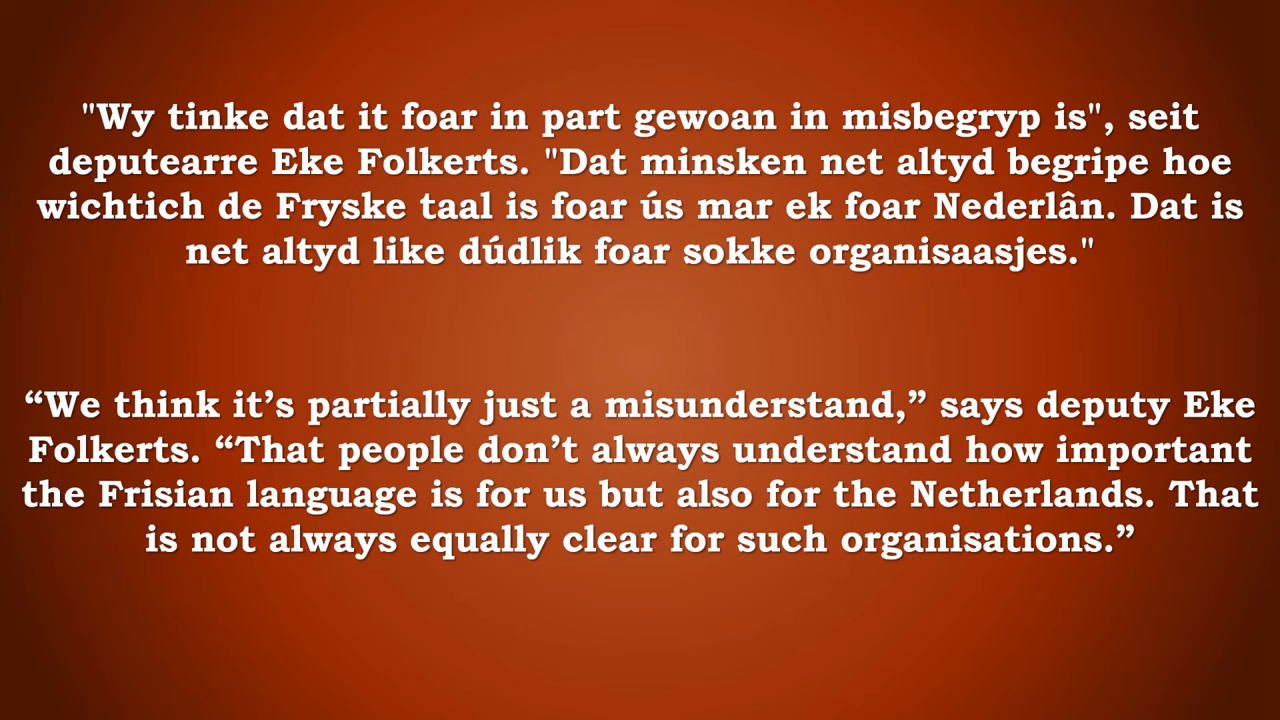 "Wy tinke dat it foar in part gewoan in misbegryp is", seit
deputearre Eke Folkerts. "Dat minsken net altyd begripe hoe
wichtich de Fryske taal is foar ús mar ek foar Nederlân. Dat is
net altyd like dúdlik foar sokke organisaasjes."
“We think it’s partially just a misunderstand,” says deputy Eke
Folkerts. “That people don’t always understand how important
the Frisian language is for us but also for the Netherlands. That
is not always equally clear for such organisations.”